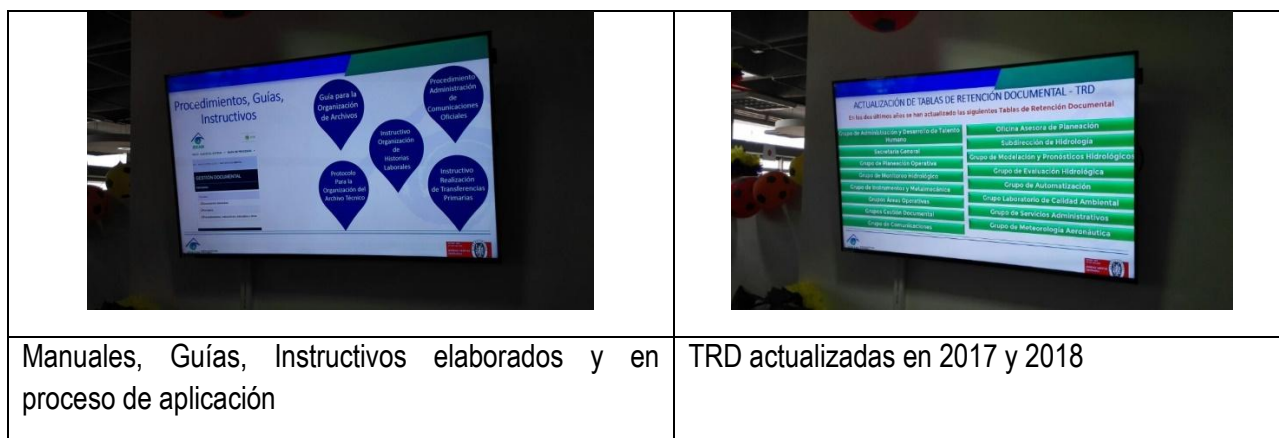 Procedimientos, Guías,
Instructivos
GESTIÓN DOCUMENTAL
Guía para la
Organización
de Archivos
Procedimiento
Administración
de
Comunicaciones
Oficiales
Instructivo
Organización
de
Historias
Laborales
Protocolo
Para la
Organización del
Archivo Técnico
Instructivo
Realización
de Transferencias
Primarias
ACTUALIZACIÓN DE TABLAS DE RETENCIÓN DOCUMENTAL - TRD
En los dos últimos años se han actualizado las siguientes Tablas de Retención Documental
Grupo de Administración y Desarrollo de Talento
Humano
Secretaría General
Grupo de Planeación Operativa
Grupo de Monitoreo Hidrológico
Grupo de Instrumentos y Metalmecánica
Grupos Áreas Operativas
Grupos Gestión Documental
Grupo de Comunicaciones
Oficina Asesora de Planeación
Subdirección de Hidrología
Grupo de Modelación y Pronósticos Hidrológicos
Grupo de Evaluación Hidrológica
Grupo de Automatización
Grupo Laboratorio de Calidad Ambiental
Grupo de Servicios Administrativos
Grupo de Meteorología Aeronáutica
Manuales, Guías, Instructivos elaborados y en
proceso de aplicación
TRD actualizadas en 2017 y 2018